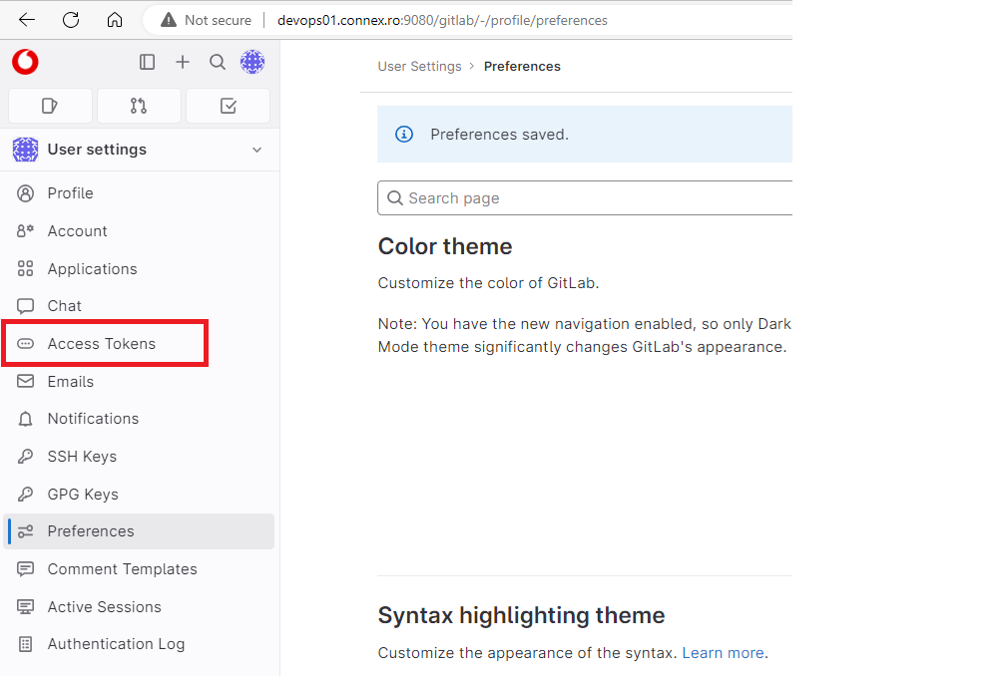 Not secure
devops01.connex.ro:9080/gitlab/-/profile/preferences
User settings
Profile
Account
Applications
Chat
Access Tokens
Emails
Notifications
SSH Keys
GPG Keys
Preferences
Comment Templates
Active Sessions
Authentication Log
User Settings › Preferences
Preferences saved.
Search page
Color theme
Customize the color of GitLab.
Note: You have the new navigation enabled, so only Dark
Mode theme significantly changes GitLab's appearance.
Syntax highlighting theme
Customize the appearance of the syntax. Learn more.